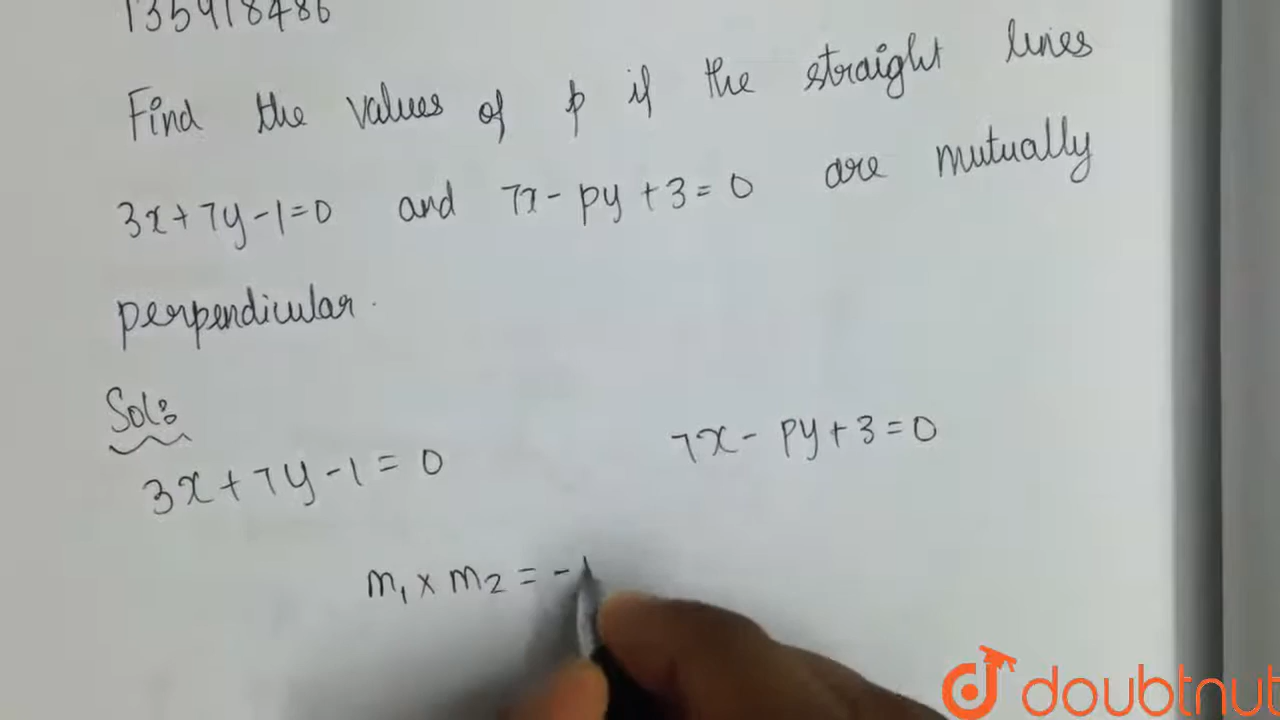 135918486
Find the values of p if the straight lines
3x+7y-1=0 and 7x-py+3=0 are mutually
perpendicular.
Sol:
3x+7y-1=0 7x-py+3=0
m₁×m₂=-1
doubtnut